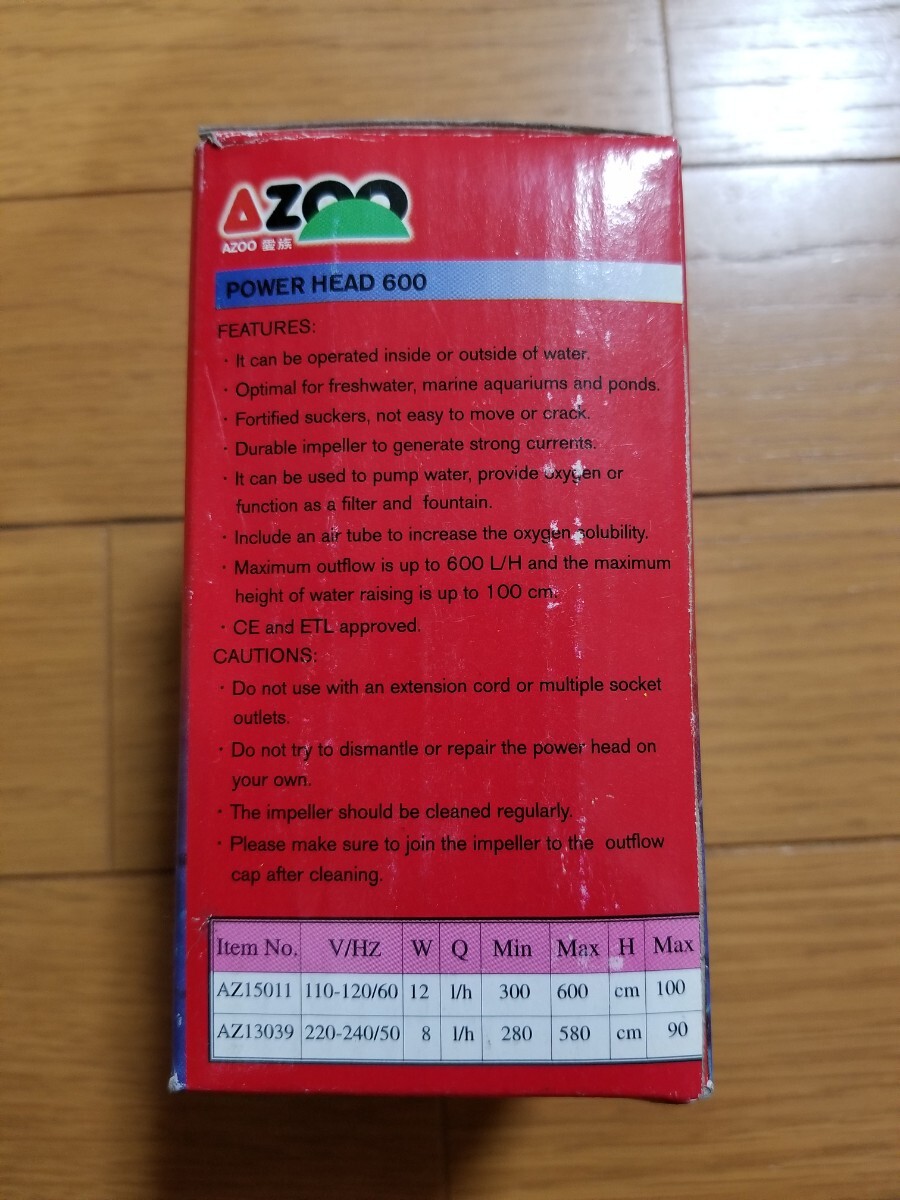 AZOO
AZOO 愛族
POWER HEAD 600
FEATURES:
· It can be operated inside or outside of water.
· Optimal for freshwater, marine aquariums and ponds.
· Fortified suckers, not easy to move or crack.
· Durable impeller to generate strong currents.
· It can be used to pump water, provide oxygen or
function as a filter and fountain.
· Include an air tube to increase the oxygen solubility.
· Maximum outflow is up to 600 L/H and the maximum
height of water raising is up to 100 cm.
· CE and ETL approved.
CAUTIONS:
· Do not use with an extension cord or multiple socket
outlets.
· Do not try to dismantle or repair the power head on
your own.
· The impeller should be cleaned regularly.
· Please make sure to join the impeller to the outflow
cap after cleaning.
Item No. V/HZ W Q Min Max H Max
AZ15011 110-120/60 12 l/h 300 600 cm 100
AZ13039 220-240/50 8 l/h 280 580 cm 90